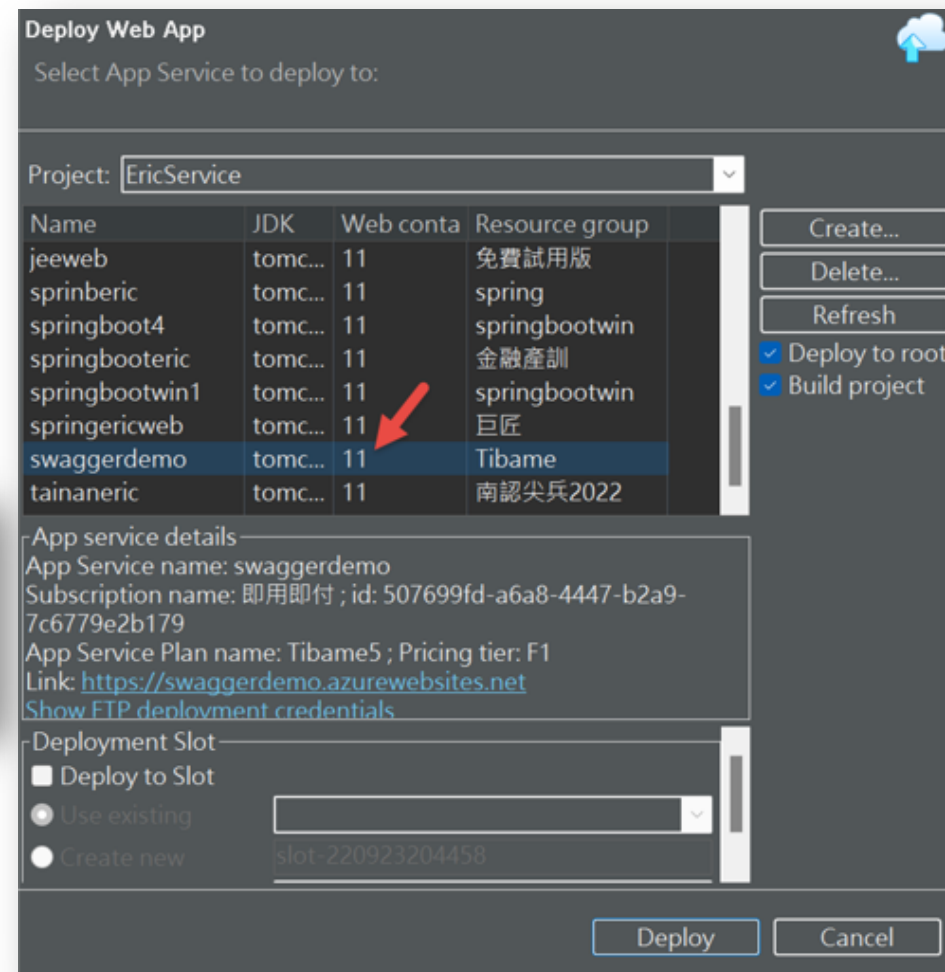 Deploy Web App
Select App Service to deploy to:
Project: EricService
Name JDK Web conta Resource group
jeeweb tomc... 11 免費試用版
sprinberic tomc... 11 spring
springboot4 tomc... 11 springbootwin
springbooteric tomc... 11 金融產訓
springbootwin1 tomc... 11 springbootwin
springericweb tomc... 11 巨匠
swaggerdemo tomc... 11 Tibame
tainaneric tomc... 11 南認尖兵2022
Create...
Delete...
Refresh
Deploy to root
Build project
App service details
App Service name: swaggerdemo
Subscription name: 即用即付 ; id: 507699fd-a6a8-4447-b2a9-
7c6779e2b179
App Service Plan name: Tibame5 ; Pricing tier: F1
Link: https://swaggerdemo.azurewebsites.net
Show FTP deployment credentials
Deployment Slot
Deploy to Slot
Use existing
Create new slot-220923204458
Deploy Cancel